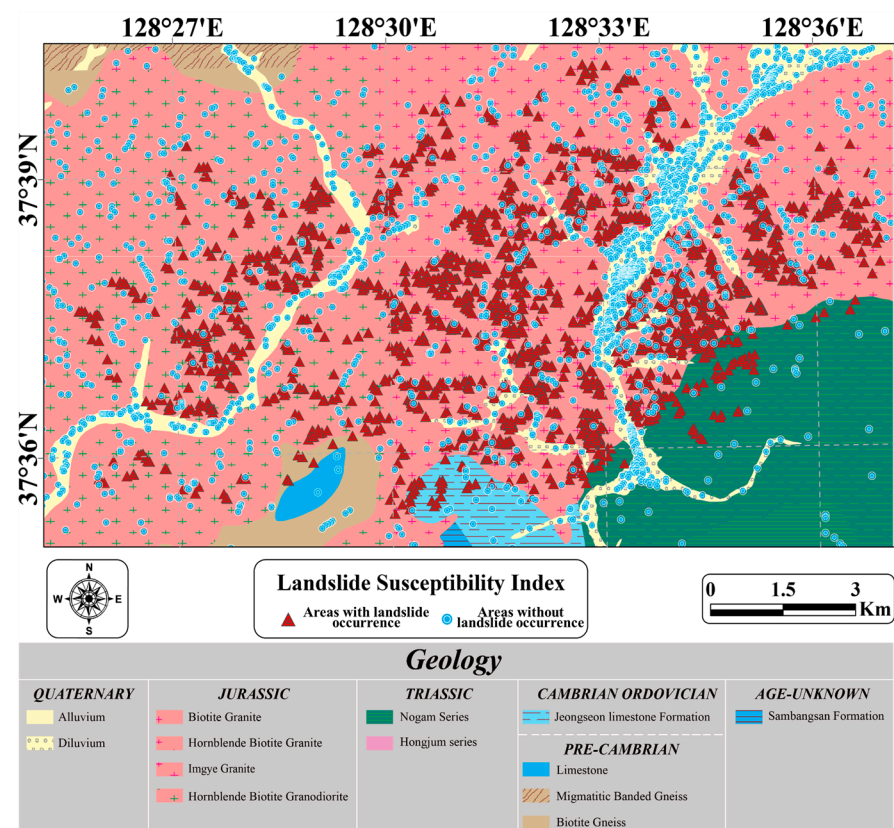 128°27'E 128°30'E 128°33'E 128°36'E
37°39'N
37°36'N
N
W E
S
Landslide Susceptibility Index
Areas with landslide
occurrence
Areas without
landslide occurrence
0 1.5 3
Km
Geology
QUATERNARY
Alluvium
Diluvium
JURASSIC
Biotite Granite
Hornblende Biotite Granite
Imgye Granite
Hornblende Biotite Granodiorite
TRIASSIC
Nogam Series
Hongjum series
CAMBRIAN ORDOVICIAN
Jeongseon limestone Formation
PRE-CAMBRIAN
Limestone
Migmatitic Banded Gneiss
Biotite Gneiss
AGE-UNKNOWN
Sambangsan Formation